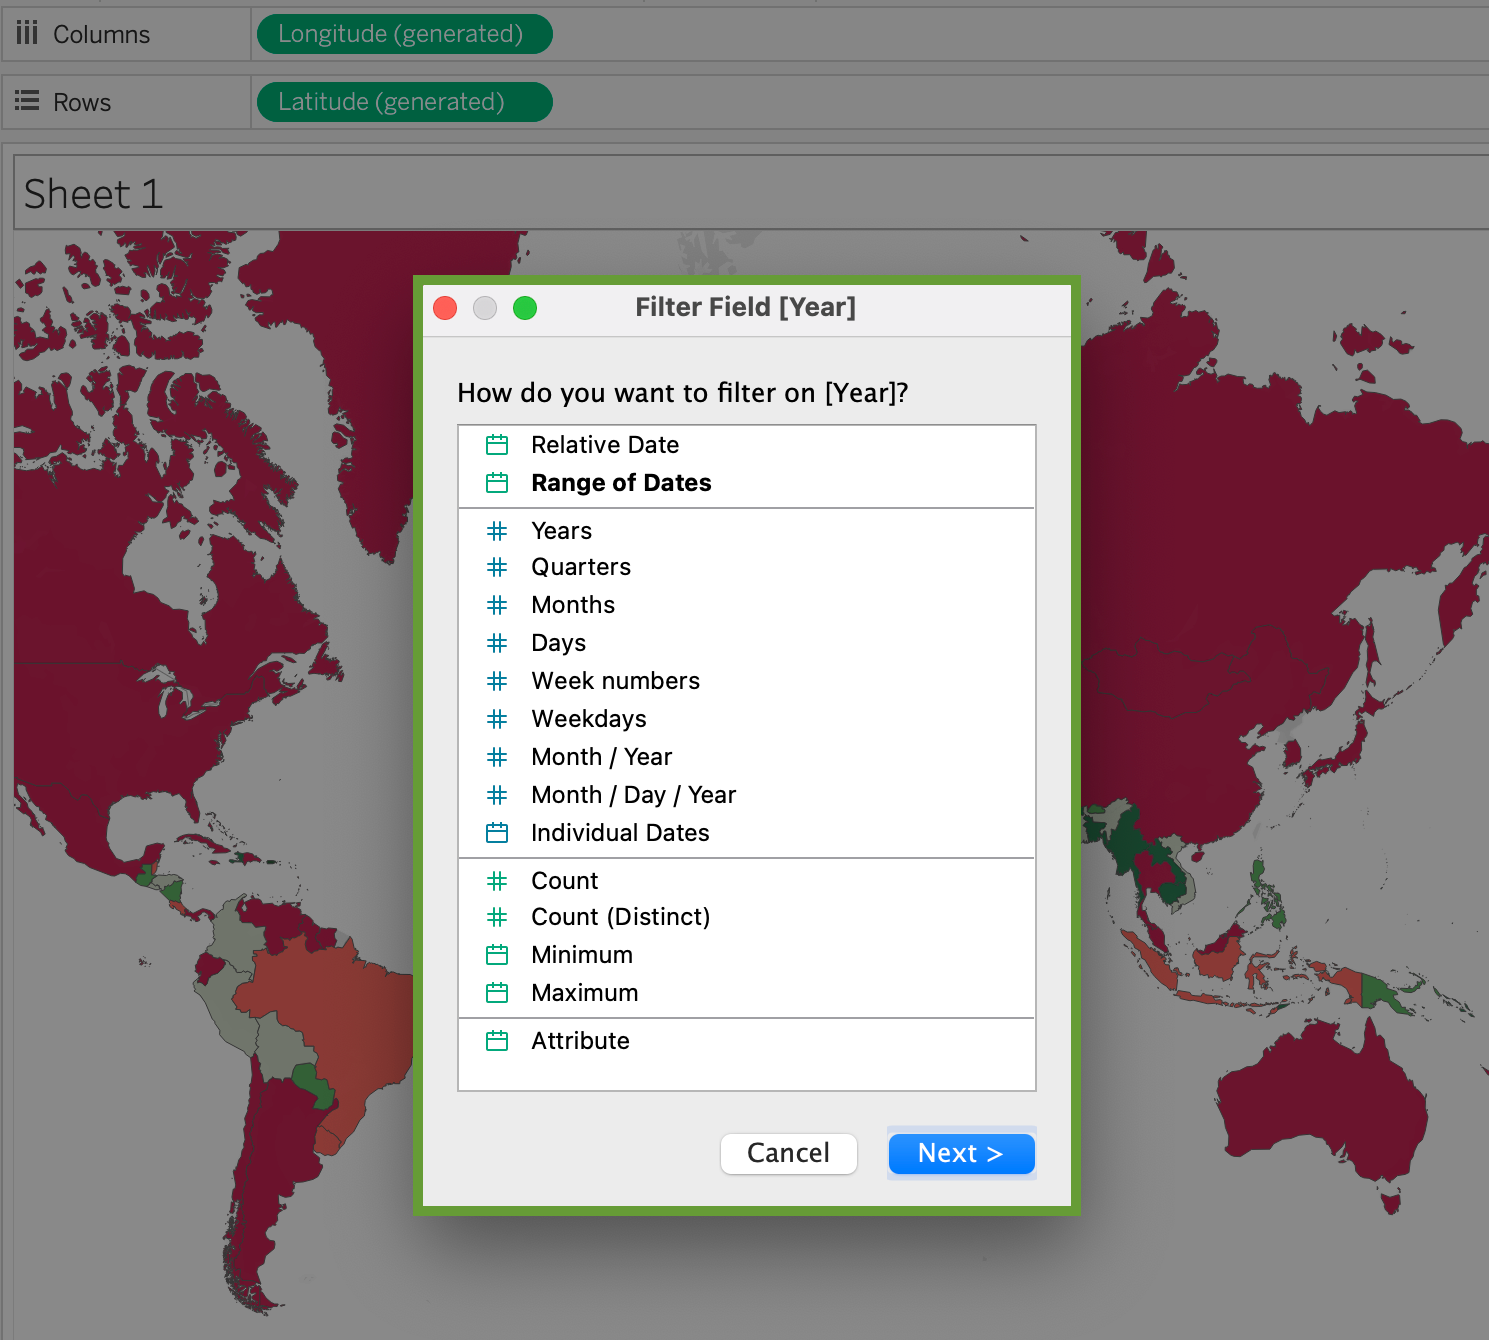 Columns
Longitude (generated)
Rows
Latitude (generated)
Sheet 1
Filter Field [Year]
How do you want to filter on [Year]?
Relative Date
Range of Dates
Years
Quarters
Months
Days
Week numbers
Weekdays
Month / Year
Month / Day / Year
Individual Dates
Count
Count (Distinct)
Minimum
Maximum
Attribute
Cancel
Next >